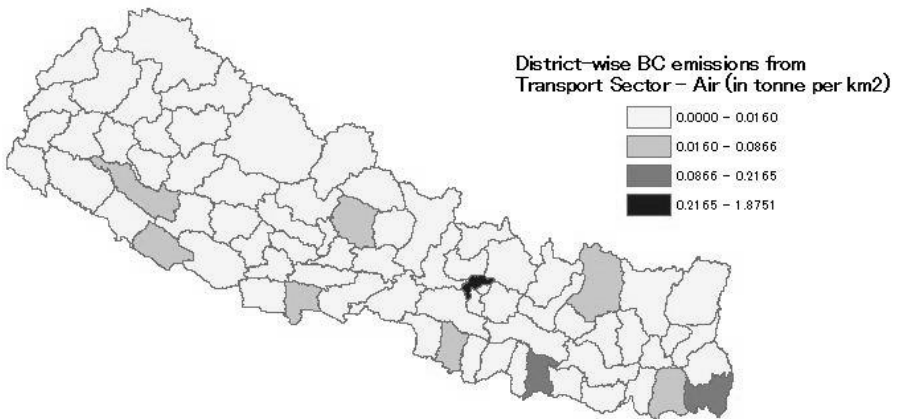 District-wise BC emissions from
Transport Sector - Air (in tonne per km2)
0.0000 - 0.0160
0.0160 - 0.0866
0.0866 - 0.2165
0.2165 - 1.8751